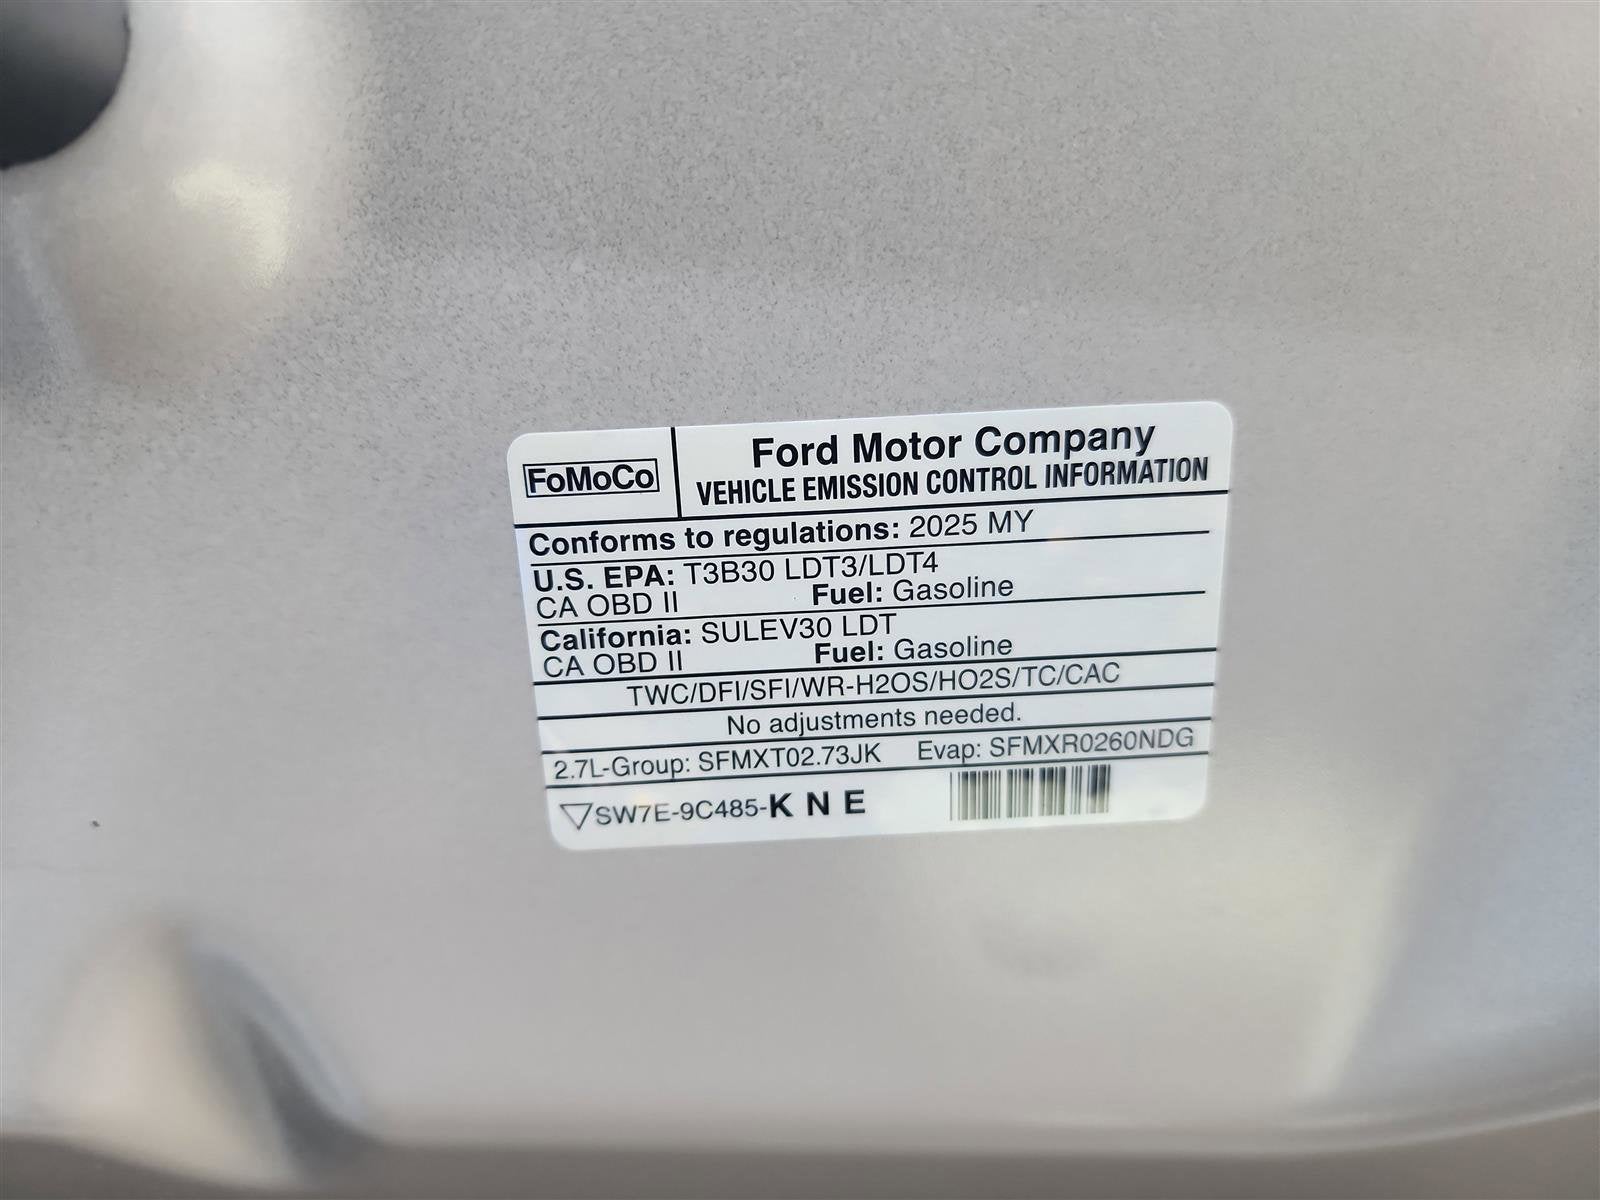 FoMoCo
Ford Motor Company
VEHICLE EMISSION CONTROL INFORMATION
Conforms to regulations: 2025 MY
U.S. EPA: T3B30 LDT3/LDT4
CA OBD II Fuel: Gasoline
California: SULEV30 LDT
CA OBD II Fuel: Gasoline
TWC/DFI/SFI/WR-H2OS/HO2S/TC/CAC
No adjustments needed.
2.7L-Group: SFMXT02.73JK Evap: SFMXR0260NDG
SW7E-9C485-K N E